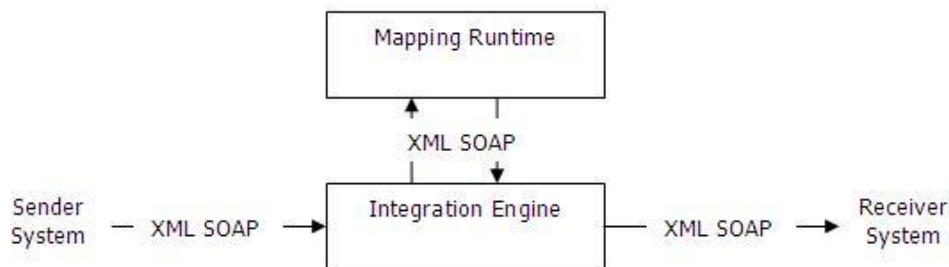 Mapping Runtime
XML SOAP
Integration Engine
Sender
System
XML SOAP
XML SOAP
Receiver
System